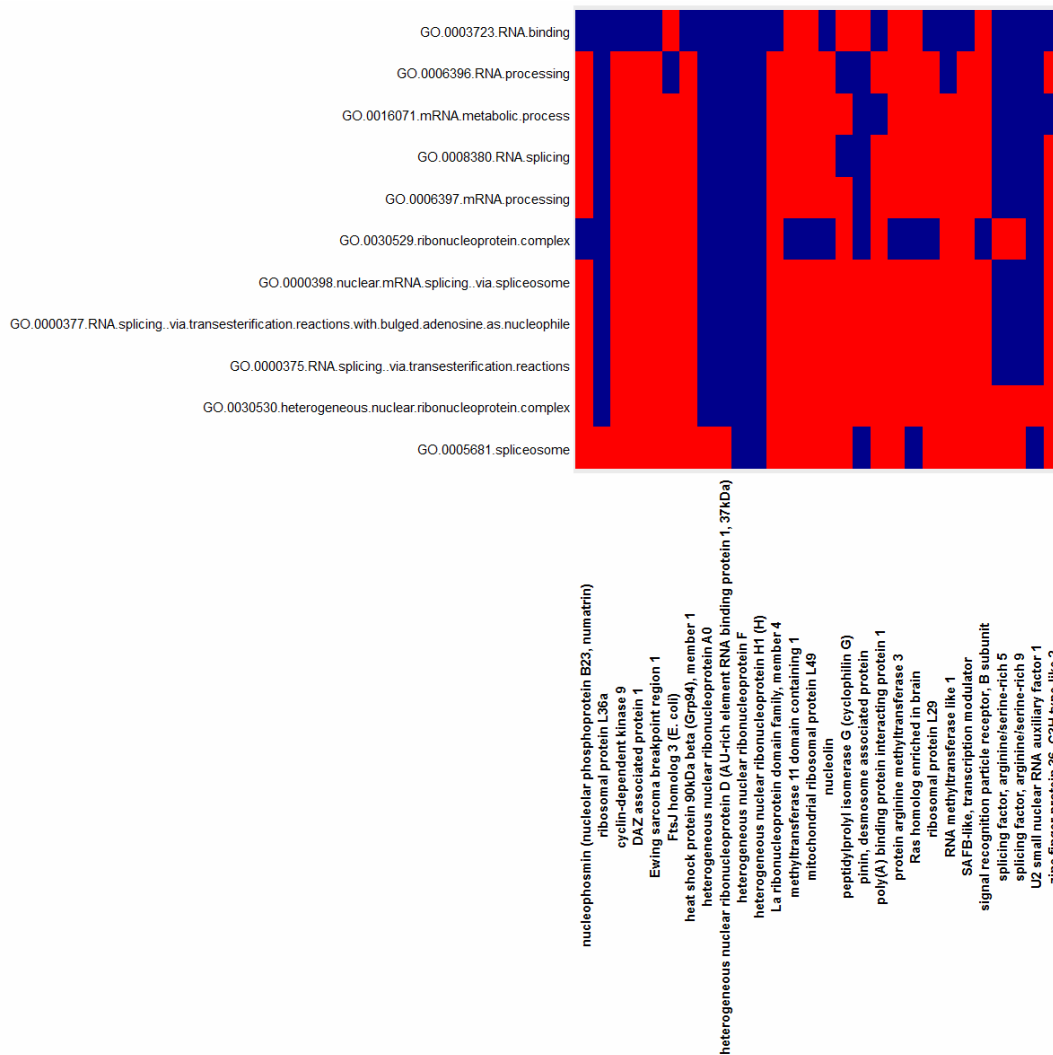 GO.0003723.RNA.binding
GO.0006396.RNA.processing
GO.0016071.mRNA.metabolic.process
GO.0008380.RNA.splicing
GO.0006397.mRNA.processing
GO.0030529.ribonucleoprotein.complex
GO.0000398.nuclear.mRNA.splicing..via.spliceosome
GO.0000377.RNA.splicing..via.transesterification.reactions.with.bulged.adenosine.as.nucleophile
GO.0000375.RNA.splicing..via.transesterification.reactions
GO.0030530.heterogeneous.nuclear.ribonucleoprotein.complex
GO.0005681.spliceosome
nucleophosmin (nucleolar phosphoprotein B23, numatrin)
ribosomal protein L36a
cyclin-dependent kinase 9
DAZ associated protein 1
Ewing sarcoma breakpoint region 1
FtsJ homolog 3 (E. coli)
heat shock protein 90kDa beta (Grp94), member 1
heterogeneous nuclear ribonucleoprotein A0
heterogeneous nuclear ribonucleoprotein D (AU-rich element RNA binding protein 1, 37kDa)
heterogeneous nuclear ribonucleoprotein F
heterogeneous nuclear ribonucleoprotein H1 (H)
La ribonucleoprotein domain family, member 4
methyltransferase 11 domain containing 1
mitochondrial ribosomal protein L49
nucleolin
peptidylprolyl isomerase G (cyclophilin G)
pinin, desmosome associated protein
poly(A) binding protein interacting protein 1
protein arginine methyltransferase 3
Ras homolog enriched in brain
ribosomal protein L29
RNA methyltransferase like 1
SAFB-like, transcription modulator
signal recognition particle receptor, B subunit
splicing factor, arginine/serine-rich 5
splicing factor, arginine/serine-rich 9
U2 small nuclear RNA auxiliary factor 1
zinc finger protein 36, C3H type-like